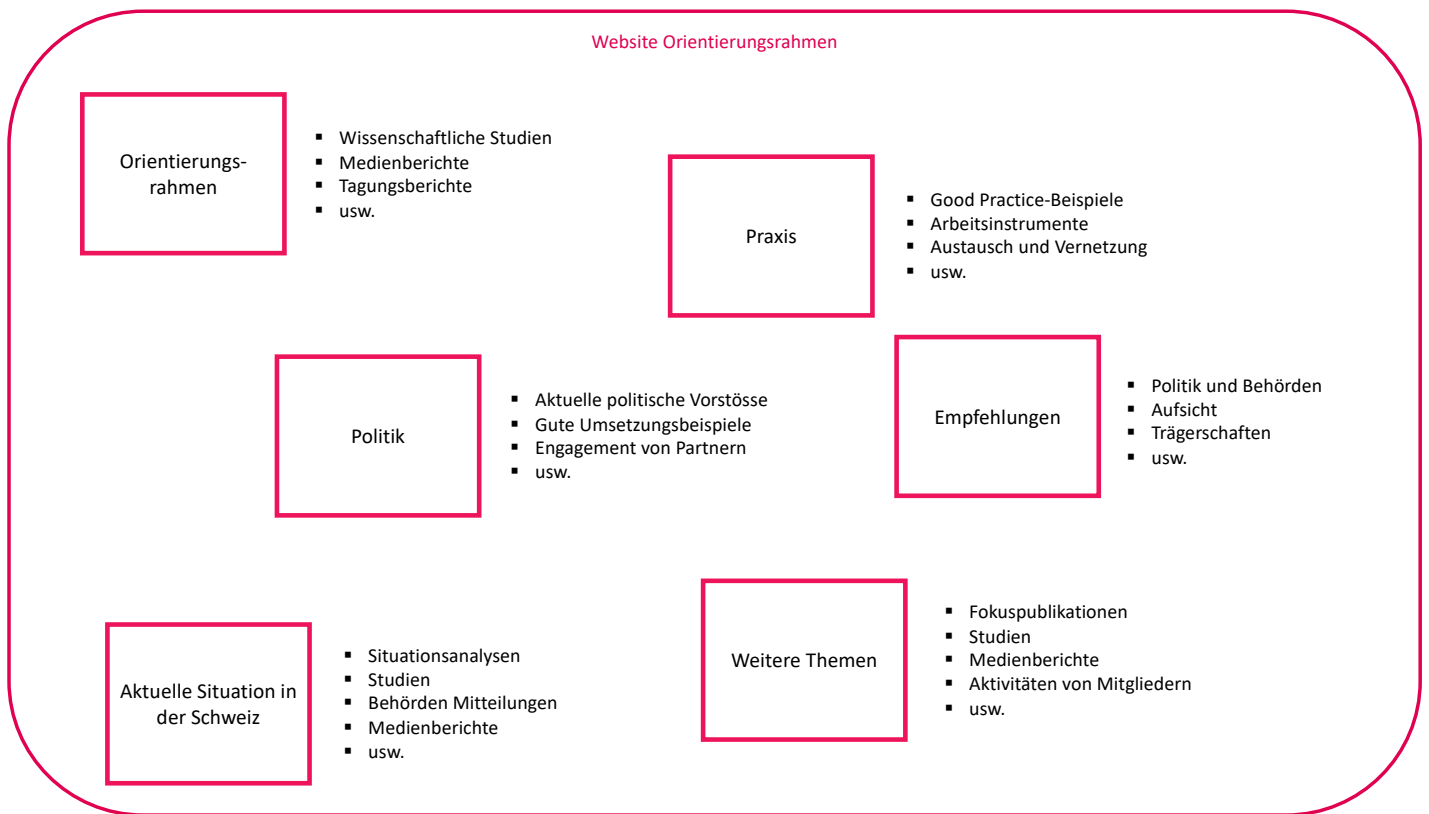 Website Orientierungsrahmen
Orientierungs-
rahmen
▪ Wissenschaftliche Studien
▪ Medienberichte
▪ Tagungsberichte
▪ usw.
Praxis
▪ Good Practice-Beispiele
▪ Arbeitsinstrumente
▪ Austausch und Vernetzung
▪ usw.
Politik
▪ Aktuelle politische Vorstösse
▪ Gute Umsetzungsbeispiele
▪ Engagement von Partnern
▪ usw.
Empfehlungen
▪ Politik und Behörden
▪ Aufsicht
▪ Trägerschaften
▪ usw.
Aktuelle Situation in
der Schweiz
▪ Situationsanalysen
▪ Studien
▪ Behörden Mitteilungen
▪ Medienberichte
▪ usw.
Weitere Themen
▪ Fokuspublikationen
▪ Studien
▪ Medienberichte
▪ Aktivitäten von Mitgliedern
▪ usw.